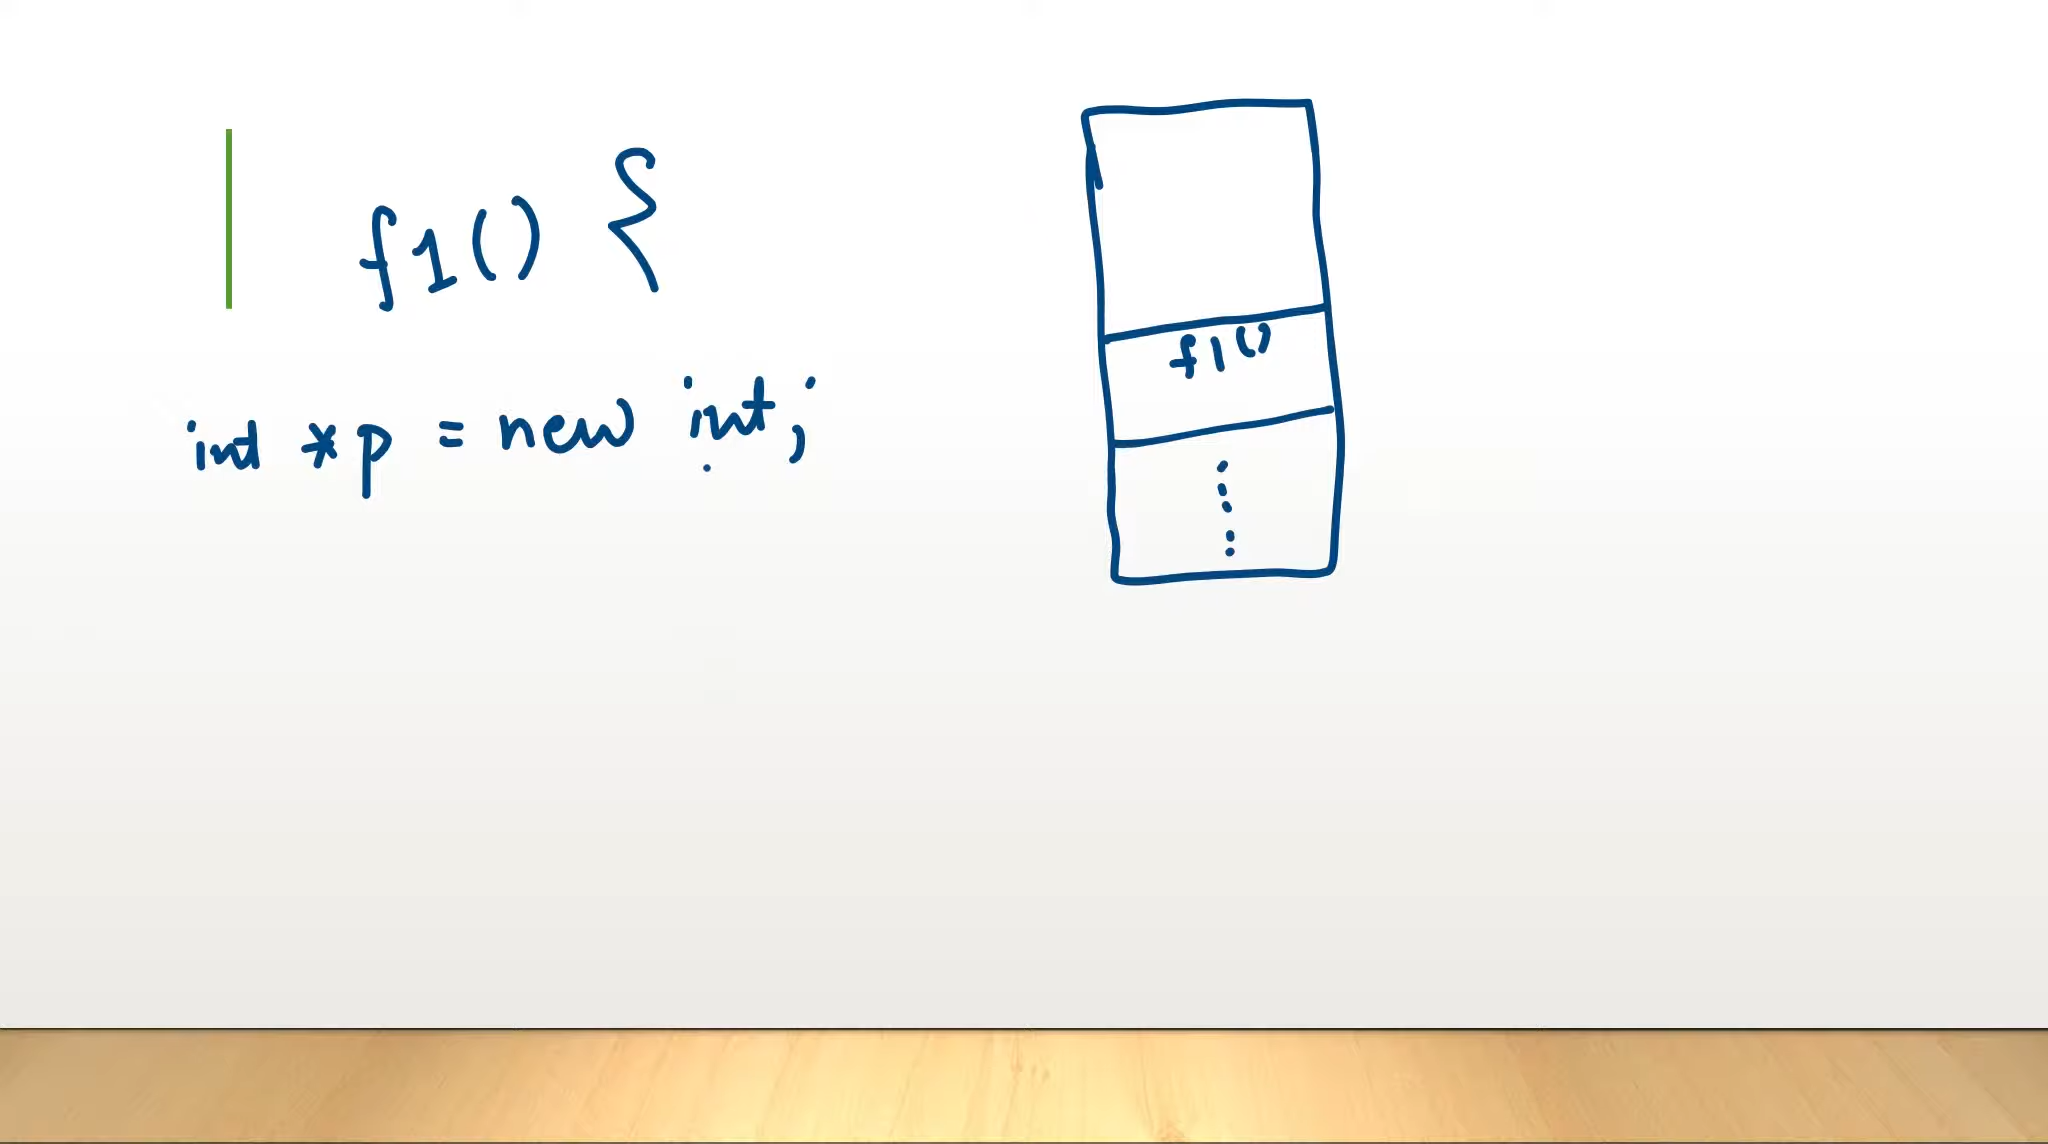 f1() {
int *p = new int;
f1()